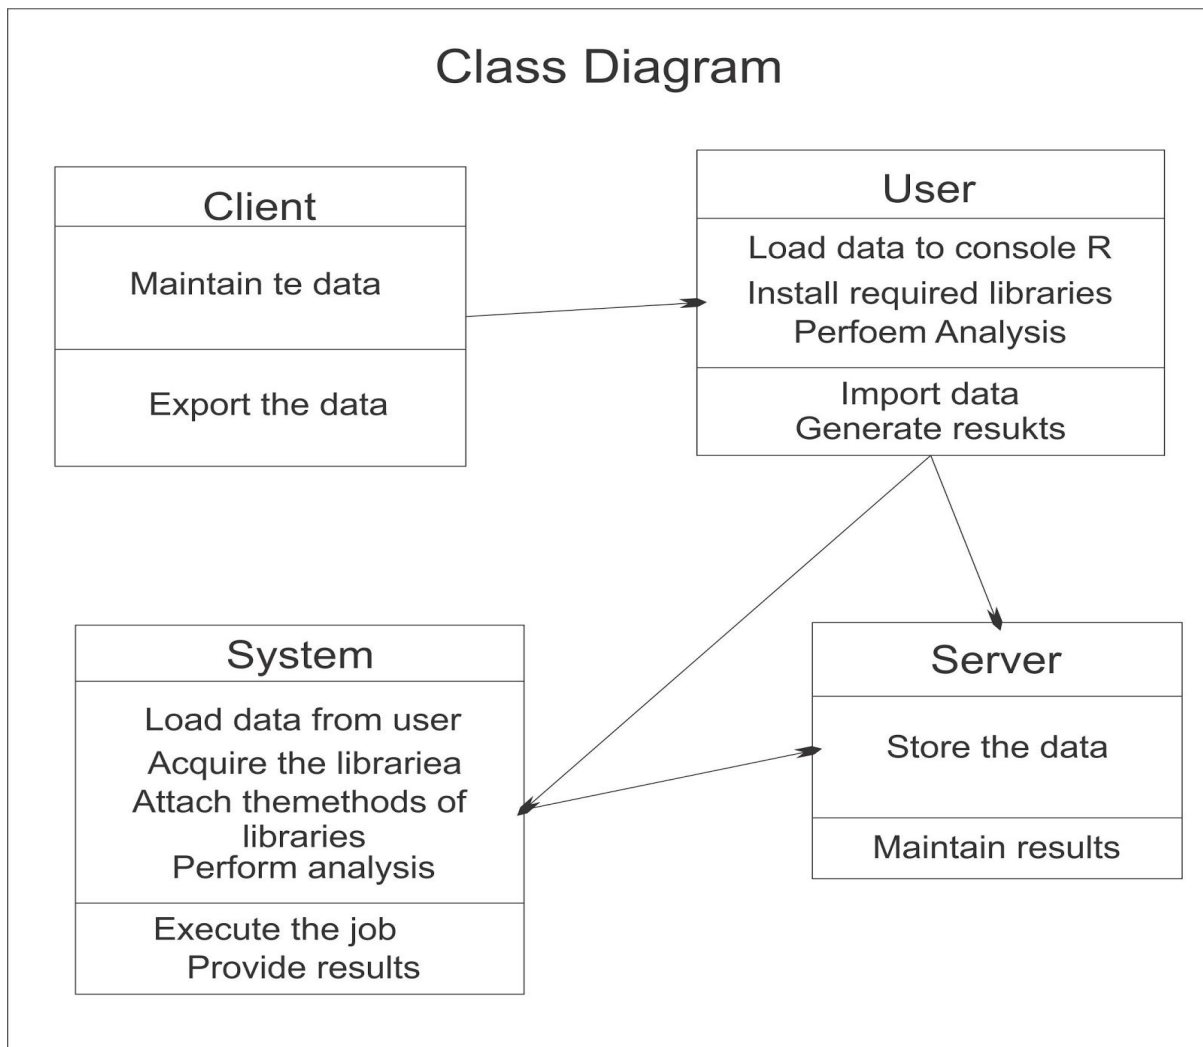 Class Diagram
Client
Maintain te data
Export the data
User
Load data to console R
Install required libraries
Perfoem Analysis
Import data
Generate resukts
System
Load data from user
Acquire the librariea
Attach themethods of
libraries
Perform analysis
Execute the job
Provide results
Server
Store the data
Maintain results